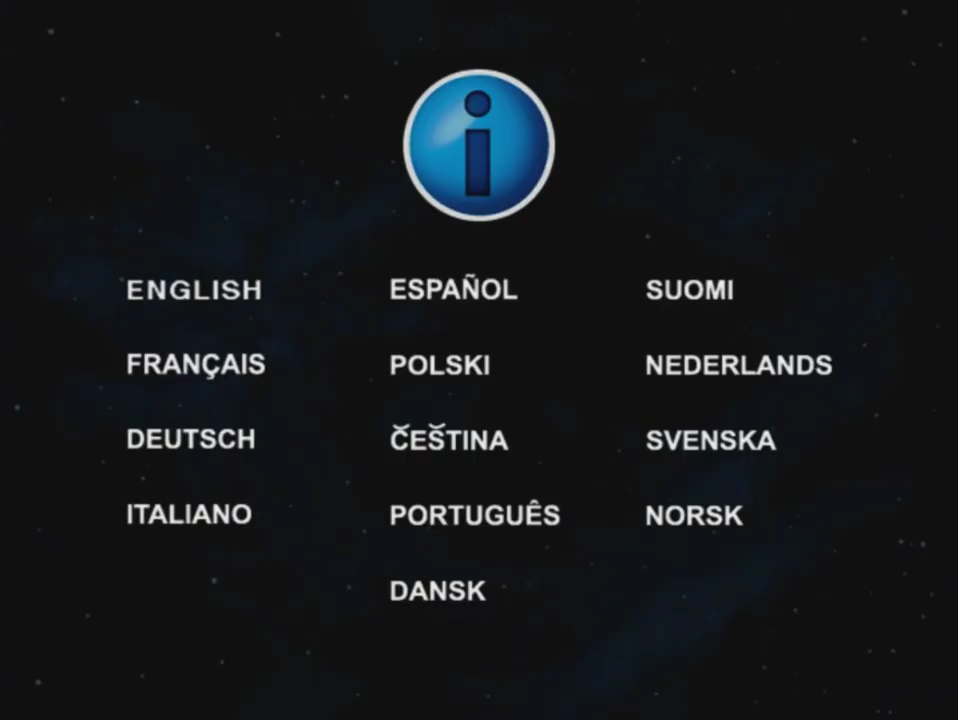 ENGLISH
FRANÇAIS
DEUTSCH
ITALIANO
ESPAÑOL
POLSKI
ČEŠTINA
PORTUGUÊS
DANSK
SUOMI
NEDERLANDS
SVENSKA
NORSK